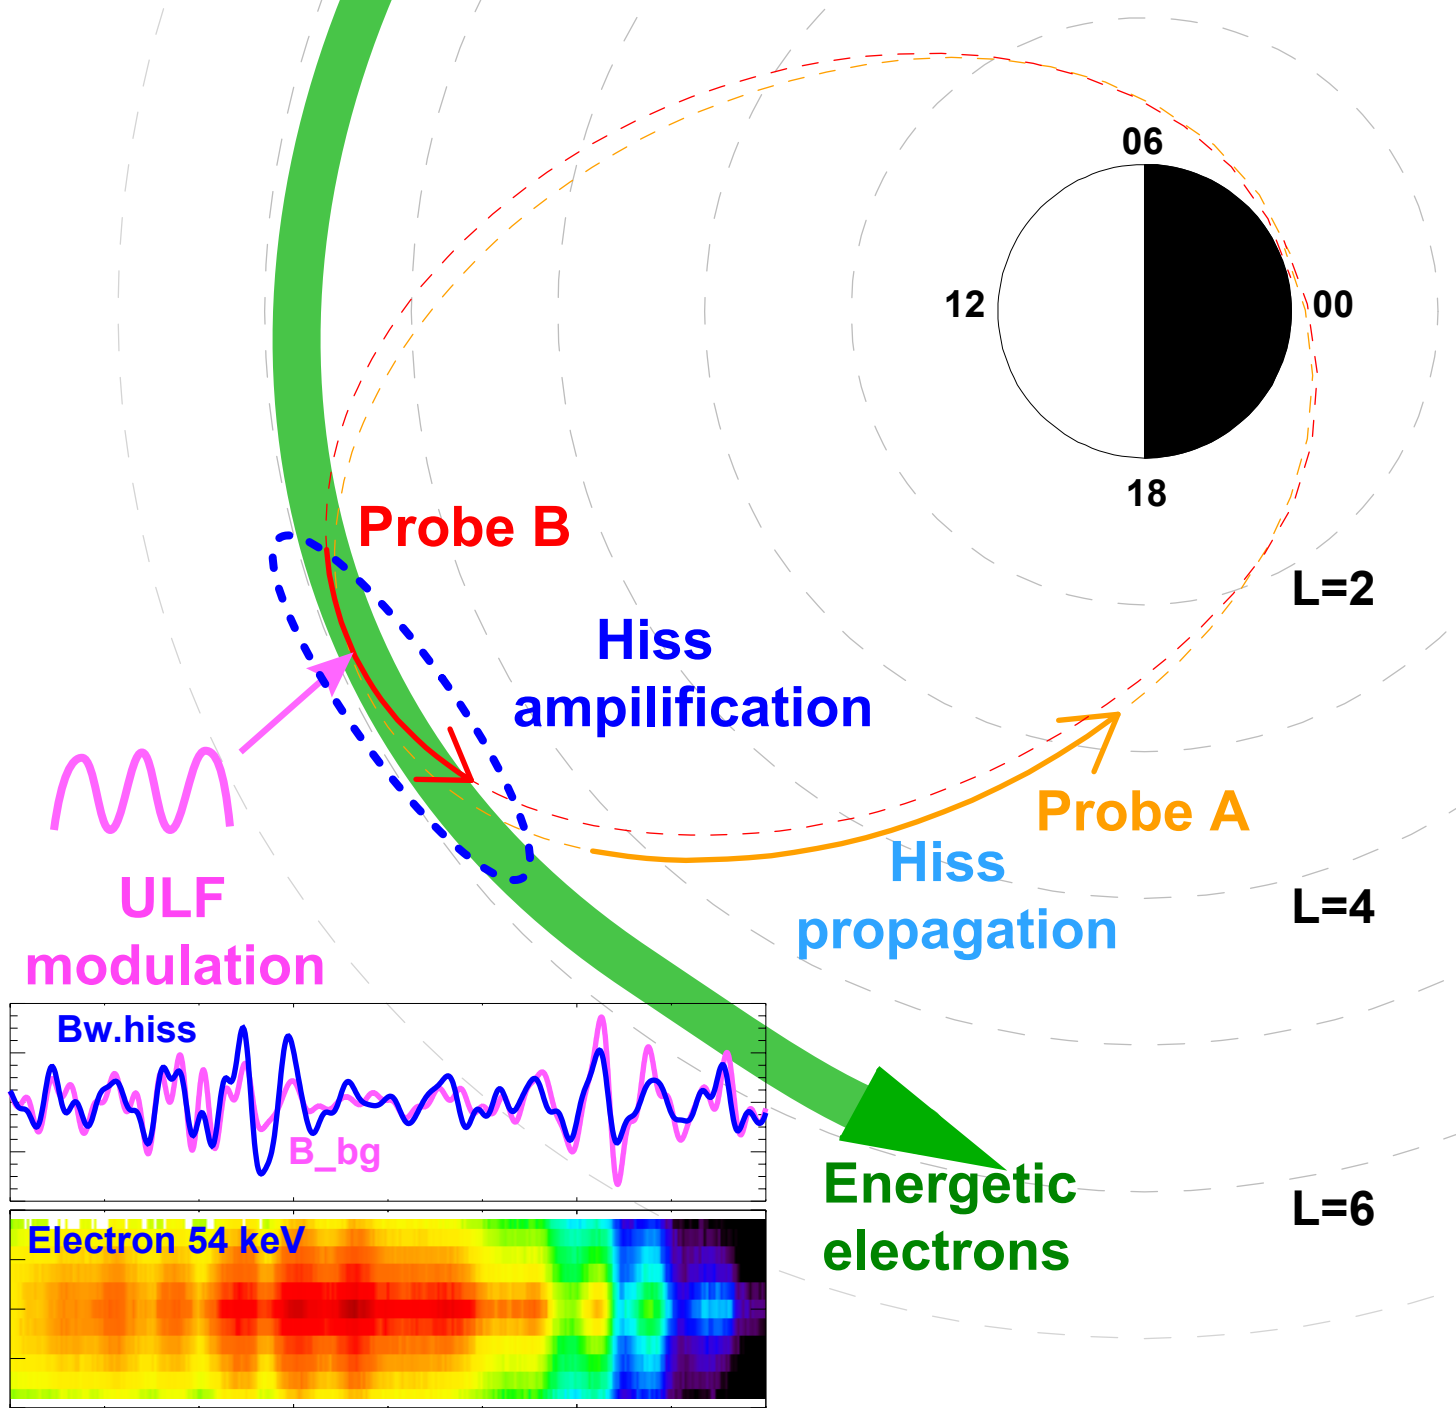 06
12
00
18
Probe B
L=2
Hiss
ampilification
Probe A
Hiss
propagation
ULF
modulation
L=4
Bw.hiss
B_bg
Energetic
electrons
L=6
Electron 54 keV